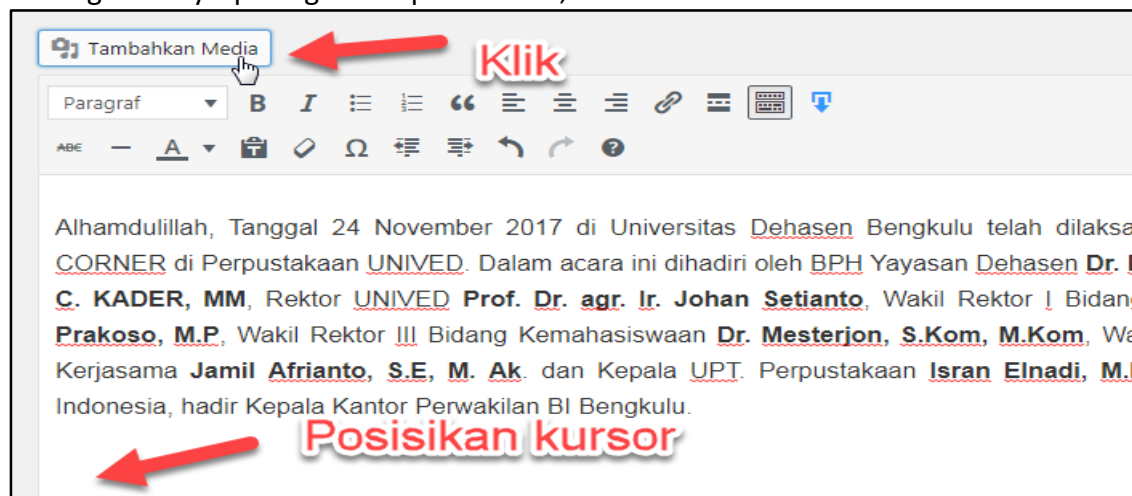 Tambahkan Media
Klik
Paragraf
B I
ABC A Ω
Alhamdulillah, Tanggal 24 November 2017 di Universitas Dehasen Bengkulu telah
CORNER di Perpustakaan UNIVED. Dalam acara ini dihadiri oleh BPH Yayasan Dehasen Dr.
C. KADER, MM, Rektor UNIVED Prof. Dr. agr. Ir. Johan Setianto, Wakil Rektor I
Prakoso, M.P, Wakil Rektor III Bidang Kemahasiswaan Dr. Mesterjon, S.Kom, M.Kom,
Kerjasama Jamil Afrianto, S.E, M. Ak. dan Kepala UPT. Perpustakaan Isran Elnadi,
Indonesia, hadir Kepala Kantor Perwakilan BI Bengkulu.
Posisikan kursor